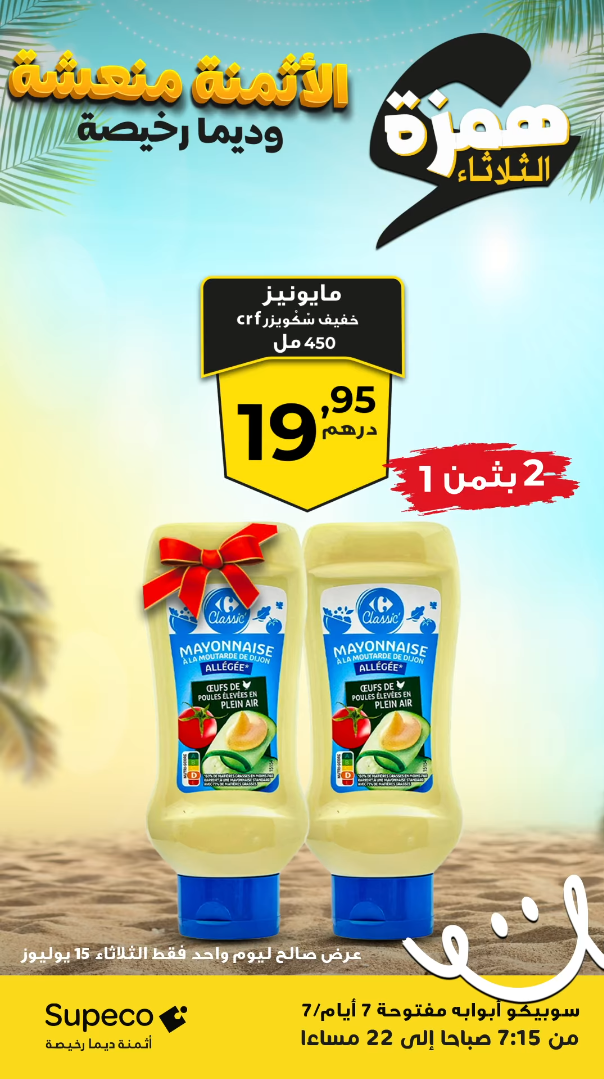 الأثمنة منعشة
وديما رخيصة
همزة
الثلاثاء
مايونيز
خفيف سْكْويزر crf
450 مل
19,95
درهم
2 بثمن 1
Classic'
MAYONNAISE
À LA MOUTARDE DE DIJON
ALLÉGÉE*
ŒUFS DE
POULES ÉLEVÉES EN
PLEIN AIR
Classic'
MAYONNAISE
À LA MOUTARDE DE DIJON
ALLÉGÉE*
ŒUFS DE
POULES ÉLEVÉES EN
PLEIN AIR
عرض صالح ليوم واحد فقط الثلاثاء 15 يوليوز
سوبيكو أبوابه مفتوحة 7 أيام/7
من 7:15 صباحا إلى 22 مساءا
Supeco
أثمنة ديما رخيصة